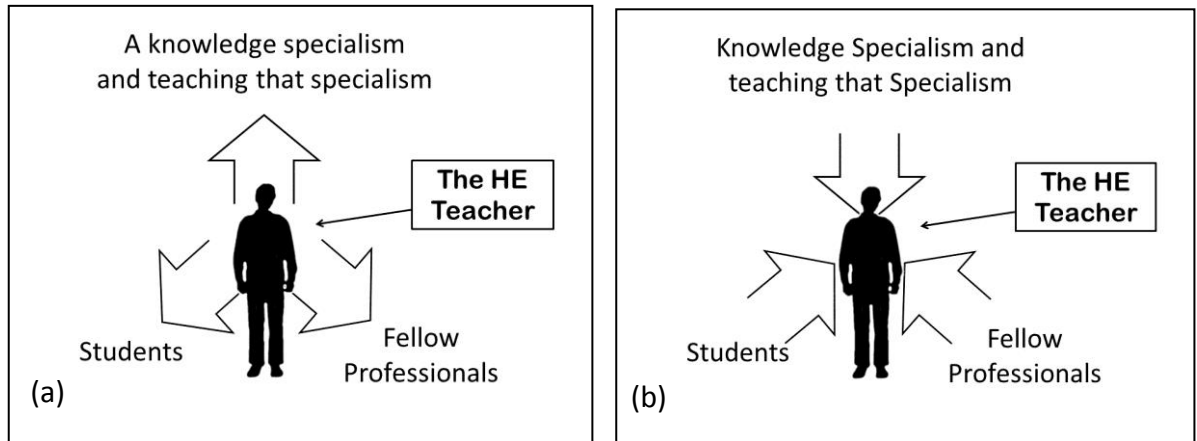 A knowledge specialism
and teaching that specialism
The HE
Teacher
Students
Fellow
Professionals
(a)
Knowledge Specialism and
teaching that Specialism
The HE
Teacher
Students
Fellow
Professionals
(b)